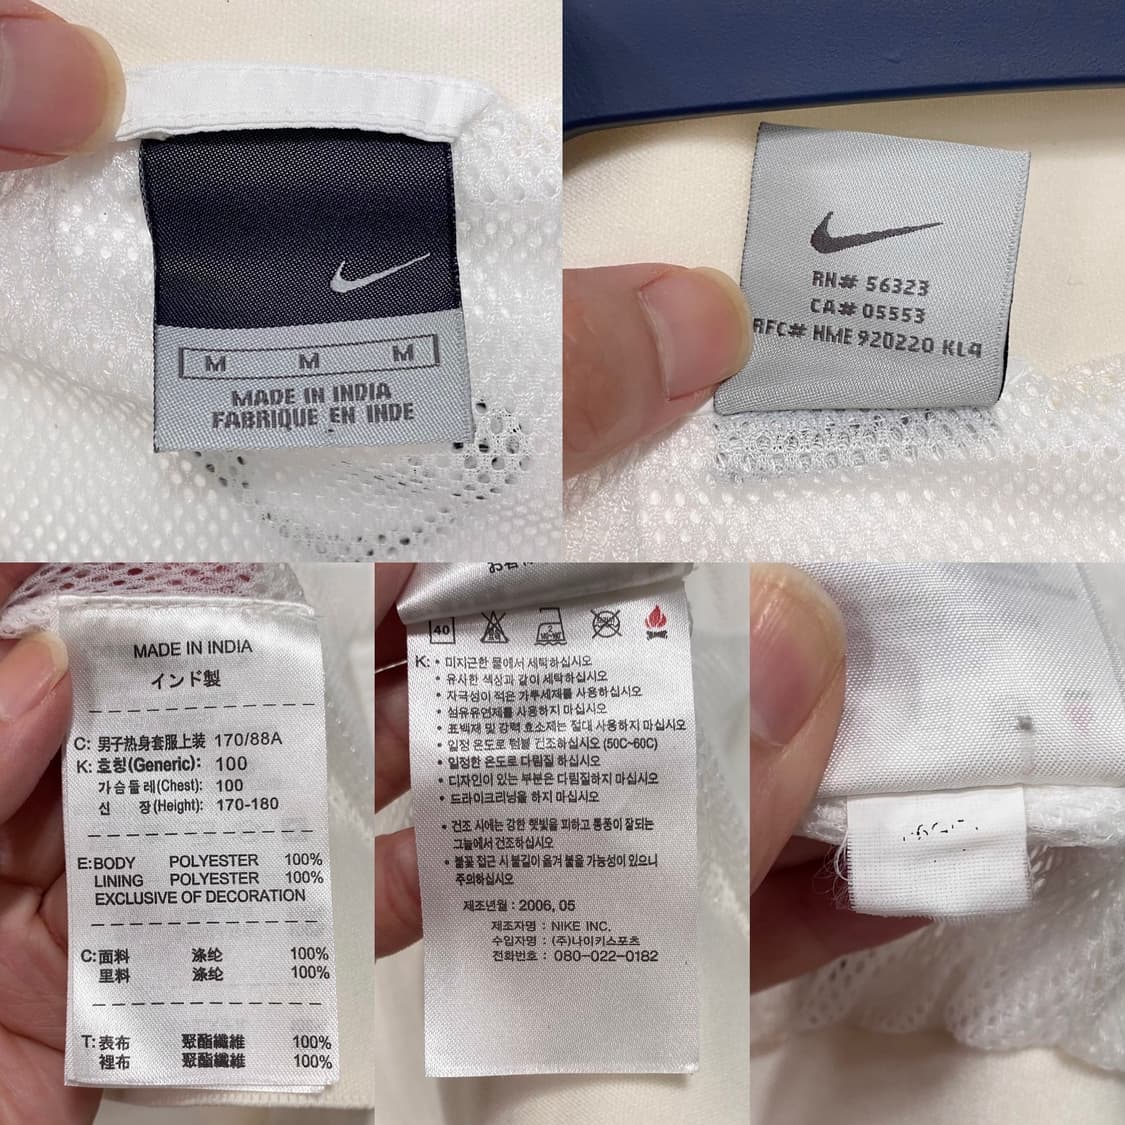 M M M
MADE IN INDIA
FABRIQUE EN INDE
RN# 56323
CA# 05553
RFC# NME 920220 KL9
MADE IN INDIA
インド製
C: 男子热身套服上装 170/88A
K: 호칭(Generic): 100
가슴둘레(Chest): 100
신 장(Height): 170-180
E: BODY POLYESTER 100%
LINING POLYESTER 100%
EXCLUSIVE OF DECORATION
C: 面料 涤纶 100%
里料 涤纶 100%
T: 表布 聚酯纖維 100%
裡布 聚酯纖維 100%
40
K: • 미지근한 물에서 세탁하십시오
• 유사한 색상과 같이 세탁하십시오
• 자극성이 적은 가루세제를 사용하십시오
• 섬유유연제를 사용하지 마십시오
• 표백제 및 강력 효소제는 절대 사용하지 마십시오
• 일정 온도로 텀블 건조하십시오 (50C~60C)
• 일정한 온도로 다림질 하십시오
• 디자인이 있는 부분은 다림질하지 마십시오
• 드라이크리닝을 하지 마십시오
• 건조 시에는 강한 햇빛을 피하고 통풍이 잘되는
그늘에서 건조하십시오
• 불꽃 접근 시 불길이 옮겨 붙을 가능성이 있으니
주의하십시오
제조년월 : 2006, 05
제조자명 : NIKE INC.
수입자명 : (주)나이키스포츠
전화번호 : 080-022-0182